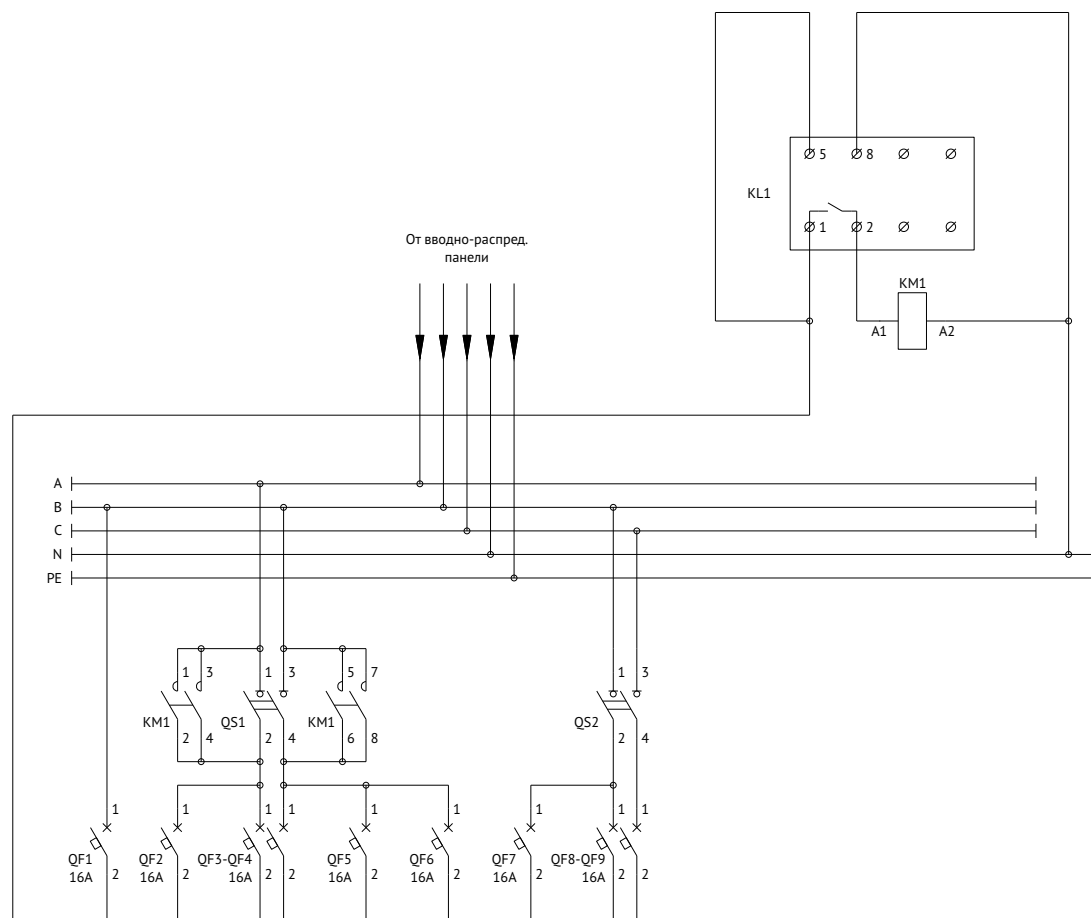 5 8
KL1
1 2
От вводно-распред.
панели
KM1
A1 A2
A
B
C
N
PE
1 3 1 3 5 7 1 3
KM1 QS1 KM1 QS2
2 4 2 4 6 8 2 4
1 1 1 1 1 1 1 1 1
QF1 QF2 QF3-QF4 QF5 QF6 QF7 QF8-QF9
16A 2 16A 2 16A 2 2 16A 2 16A 2 16A 2 16A 2 2